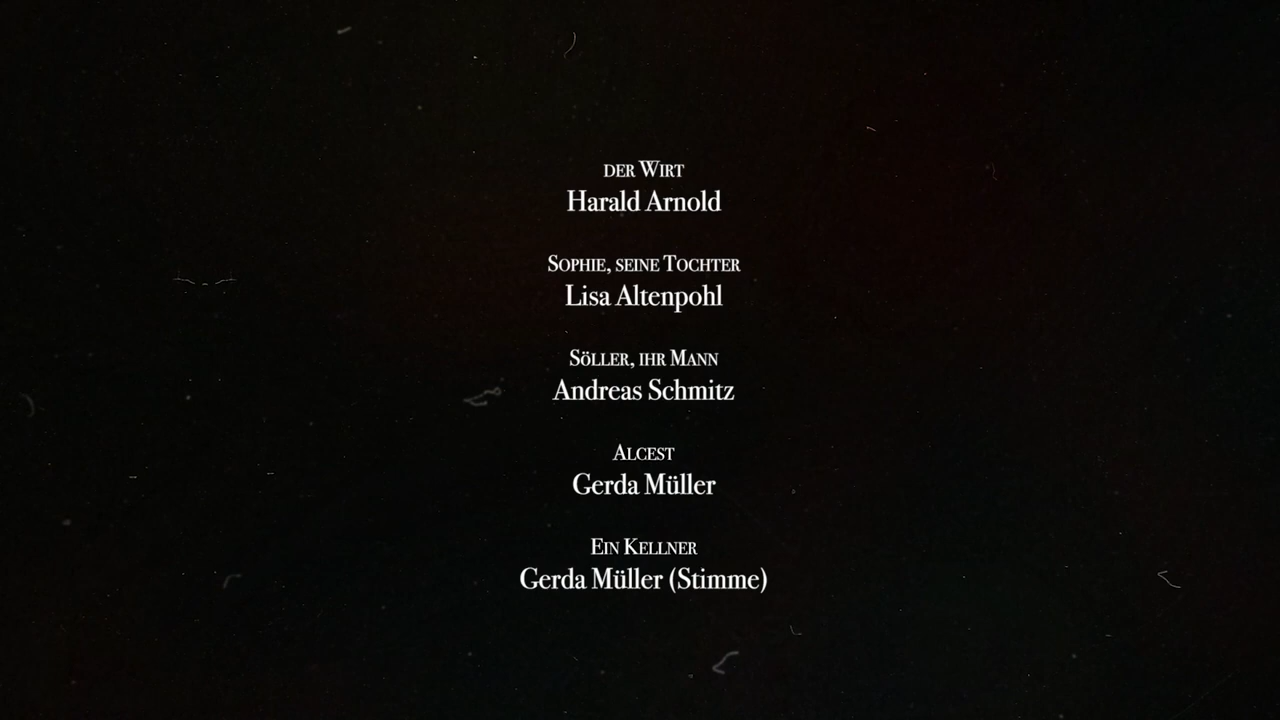 der Wirt
Harald Arnold
Sophie, seine Tochter
Lisa Altenpohl
Söller, ihr Mann
Andreas Schmitz
Alcest
Gerda Müller
Ein Kellner
Gerda Müller (Stimme)